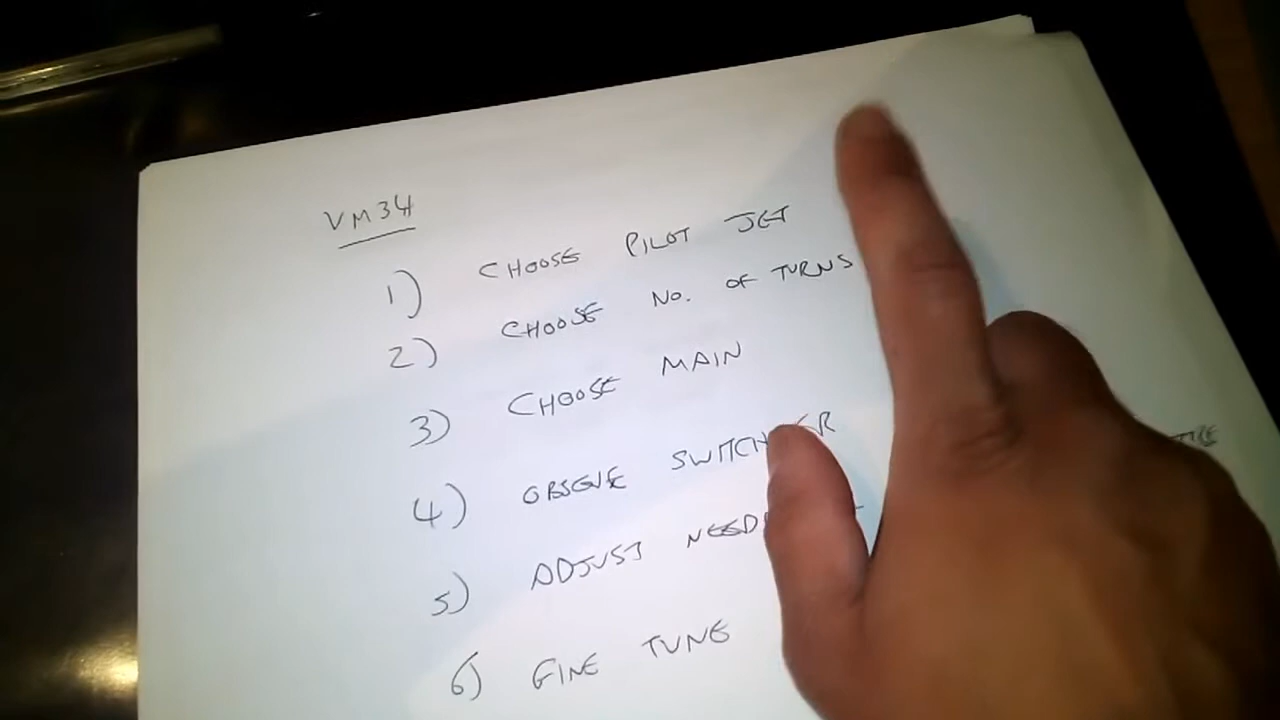 VM34
1) CHOOSE PILOT JET
2) CHOOSE No. OF TURNS
3) CHOOSE MAIN
4) OBSEVE
5) ADJUST
6) FINE TUNE